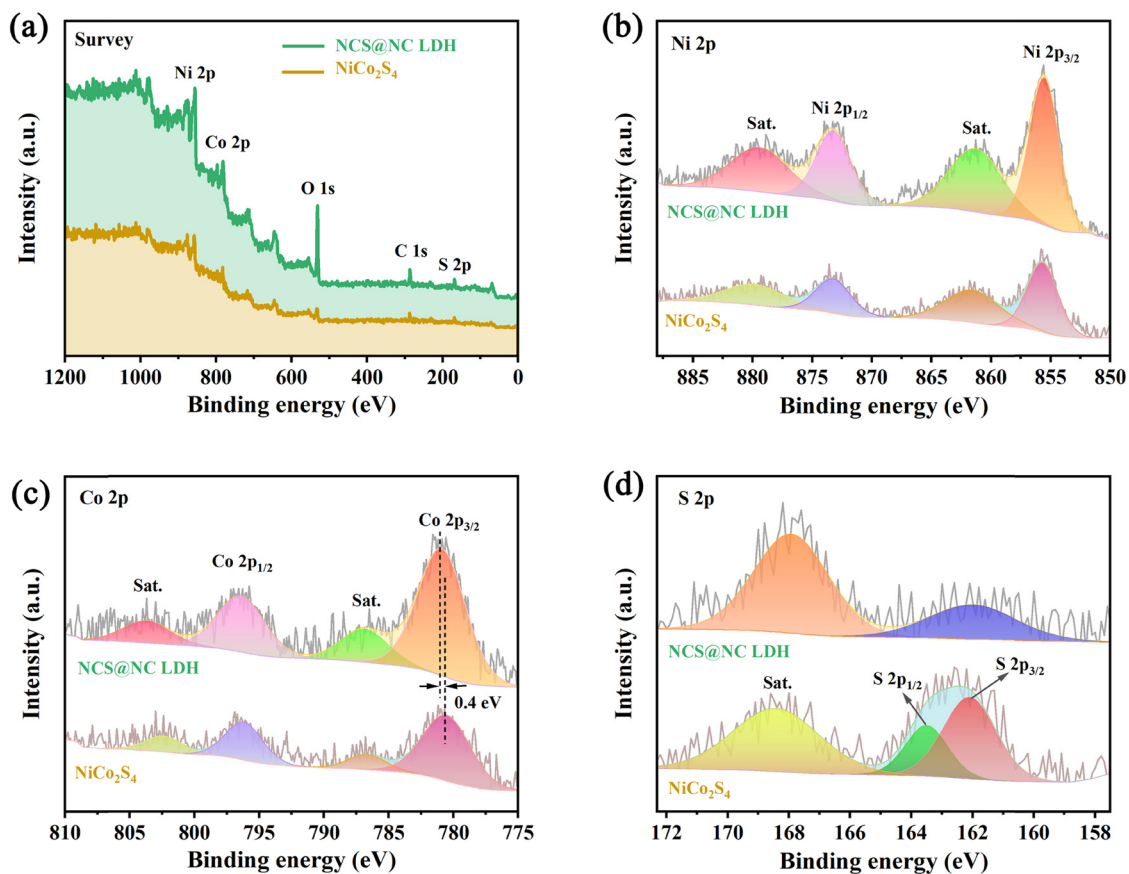 (a)
Survey
NCS@NC LDH
NiCo₂S₄
Ni 2p
Co 2p
O 1s
C 1s
S 2p
Intensity (a.u.)
1200 1000 800 600 400 200 0
Binding energy (eV)
(b)
Ni 2p
Ni 2p₃/₂
Ni 2p₁/₂
Sat.
Sat.
NCS@NC LDH
NiCo₂S₄
Intensity (a.u.)
885 880 875 870 865 860 855 850
Binding energy (eV)
(c)
Co 2p
Co 2p₃/₂
Co 2p₁/₂
Sat.
Sat.
NCS@NC LDH
0.4 eV
NiCo₂S₄
Intensity (a.u.)
810 805 800 795 790 785 780 775
Binding energy (eV)
(d)
S 2p
NCS@NC LDH
S 2p₁/₂
S 2p₃/₂
Sat.
NiCo₂S₄
Intensity (a.u.)
172 170 168 166 164 162 160 158
Binding energy (eV)